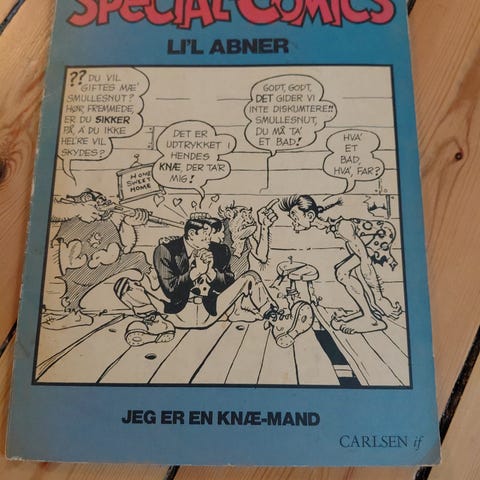 SPECIAL-COMICS
LI'L ABNER
?? DU VIL
GIFTES MÆ'
SMULLESNUT?
HØR, FREMMEDE,
ER DU SIKKER
PÅ, A' DU IKKE
HEL'RE VIL
SKYDES?
DET ER
UDTRYKKET I
HENDES
KNÆ, DER TA'R
MIG!
GODT, GODT,
DET GIDER VI
INTE DISKUMTERE!!
SMULLESNUT,
DU MÅ TA'
ET BAD!
HVA'
ET
BAD,
HVA', FAR?
HOME
SWEET
HOME
JEG ER EN KNÆ-MAND
CARLSEN if